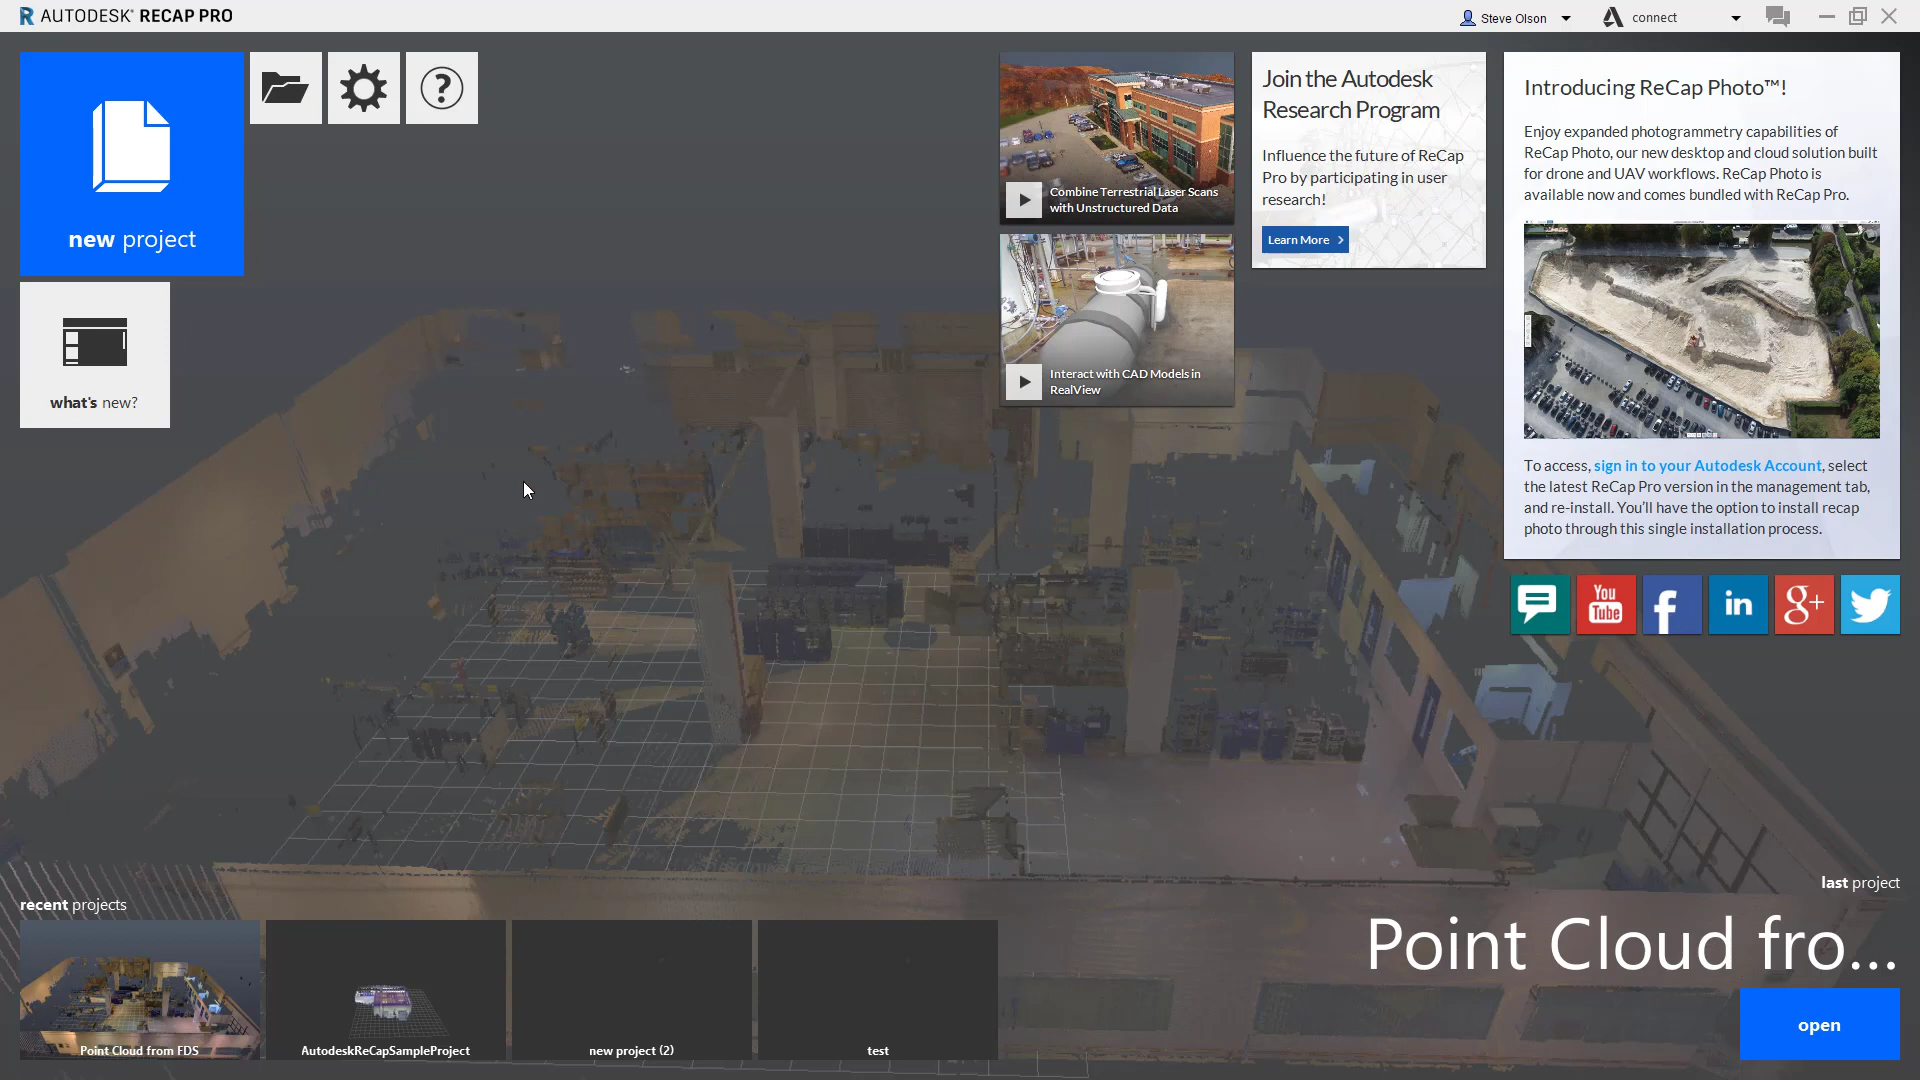 AUTODESK® RECAP PRO
Steve Olson
connect
new project
what's new?
Combine Terrestrial Laser Scans
with Unstructured Data
Interact with CAD Models in
RealView
Join the Autodesk
Research Program
Influence the future of ReCap
Pro by participating in user
research!
Learn More
Introducing ReCap Photo™!
Enjoy expanded photogrammetry capabilities of
ReCap Photo, our new desktop and cloud solution built
for drone and UAV workflows. ReCap Photo is
available now and comes bundled with ReCap Pro.
To access, sign in to your Autodesk Account, select
the latest ReCap Pro version in the management tab,
and re-install. You'll have the option to install recap
photo through this single installation process.
You
Tube
f
in
g+
last project
Point Cloud fro...
open
recent projects
Point Cloud from FDS
AutodeskReCapSampleProject
new project (2)
test